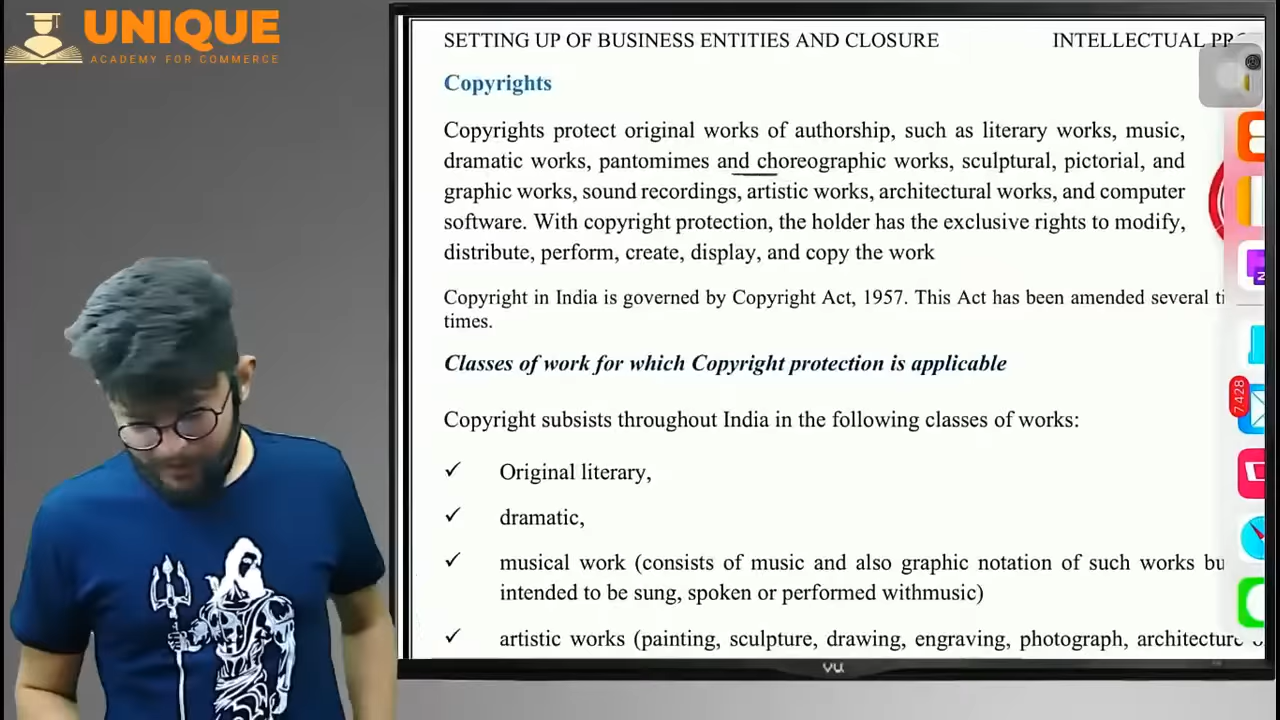 UNIQUE
ACADEMY FOR COMMERCE
SETTING UP OF BUSINESS ENTITIES AND CLOSURE INTELLECTUAL
Copyrights
Copyrights protect original works of authorship, such as literary works, music,
dramatic works, pantomimes and choreographic works, sculptural, pictorial, and
graphic works, sound recordings, artistic works, architectural works, and computer
software. With copyright protection, the holder has the exclusive rights to modify,
distribute, perform, create, display, and copy the work
Copyright in India is governed by Copyright Act, 1957. This Act has been amended several ti
times.
Classes of work for which Copyright protection is applicable
Copyright subsists throughout India in the following classes of works:
✓ Original literary,
✓ dramatic,
✓ musical work (consists of music and also graphic notation of such works bu
intended to be sung, spoken or performed withmusic)
✓ artistic works (painting, sculpture, drawing, engraving, photograph, architecture
7,428
N
VU